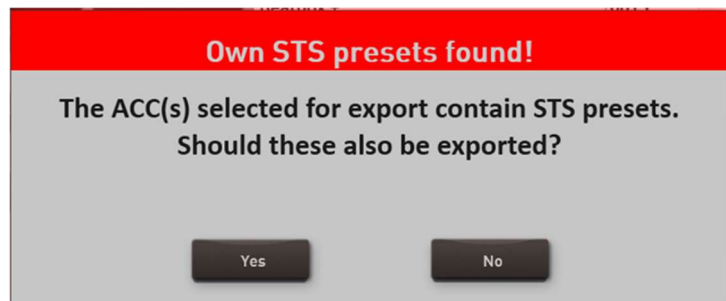 Own STS presets found!
The ACC(s) selected for export contain STS presets.
Should these also be exported?
Yes
No